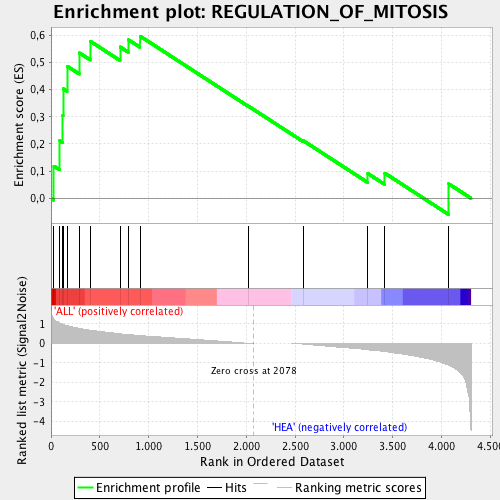 Enrichment plot: REGULATION_OF_MITOSIS
Enrichment score (ES)
0,6
0,5
0,4
0,3
0,2
0,1
0,0
'ALL' (positively correlated)
Ranked list metric (Signal2Noise)
1
0
-1
-2
-3
-4
Zero cross at 2078
'HEA' (negatively correlated)
0 500 1.000 1.500 2.000 2.500 3.000 3.500 4.000 4.500
Rank in Ordered Dataset
Enrichment profile Hits Ranking metric scores